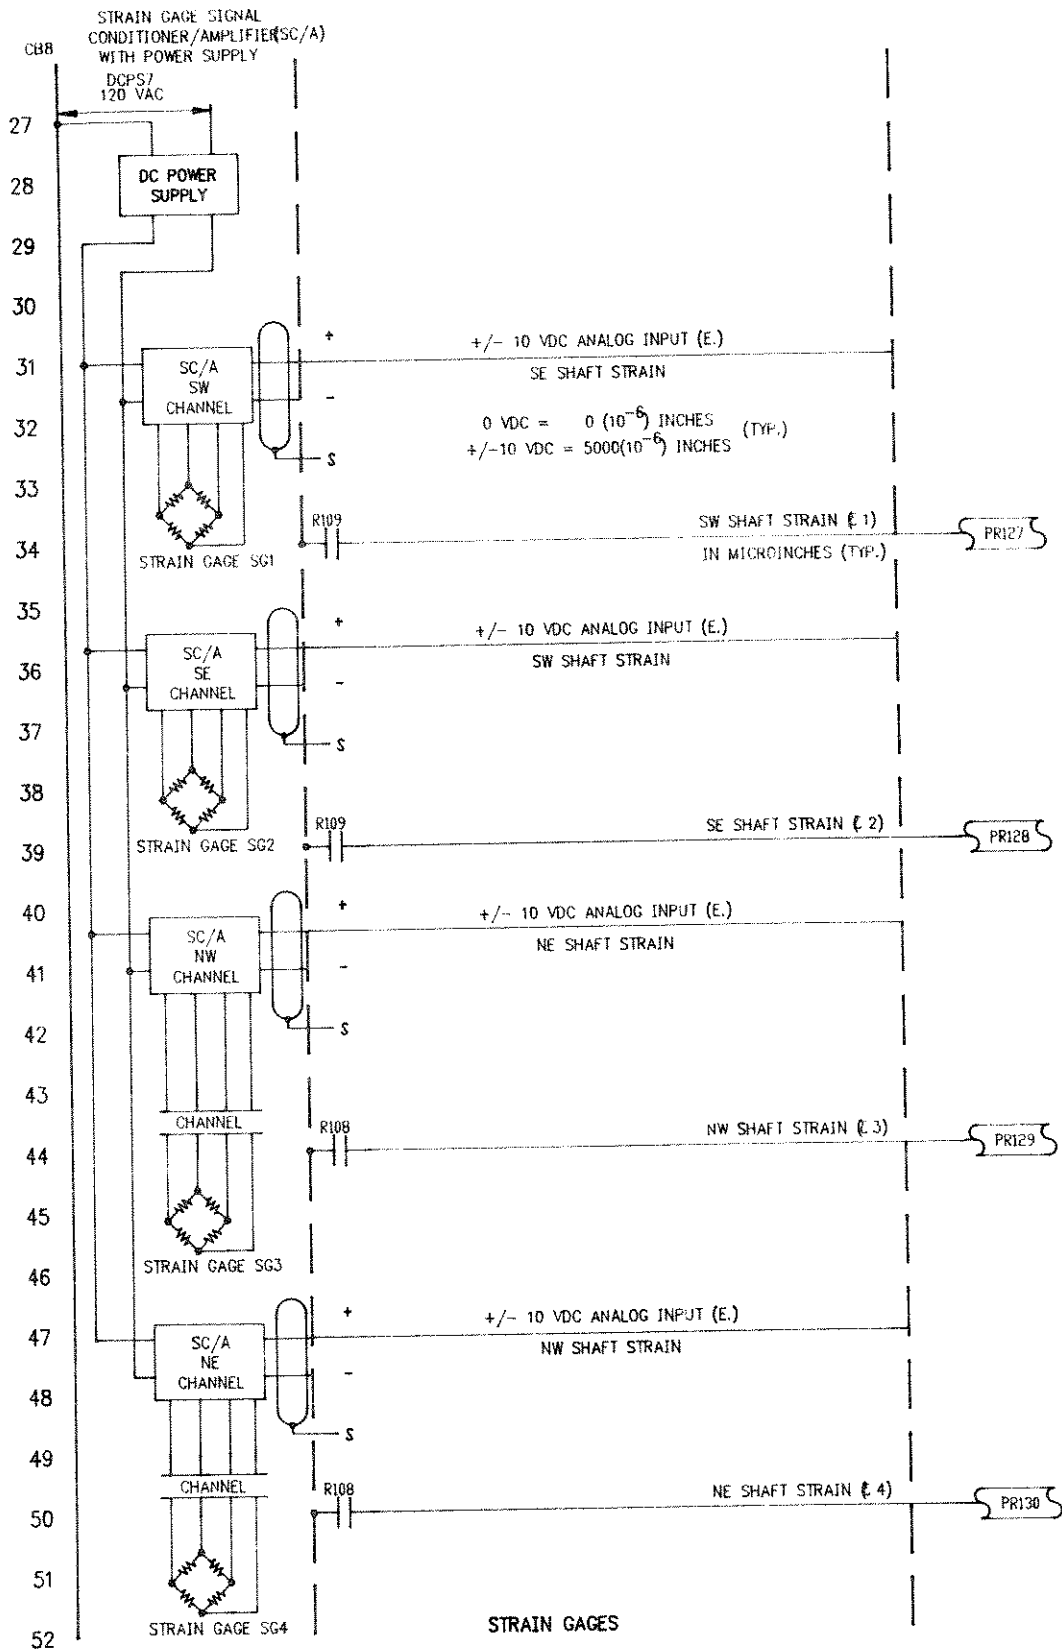 STRAIN GAGE SIGNAL
CONDITIONER/AMPLIFIER(SC/A)
WITH POWER SUPPLY
CB8
DCPS7
120 VAC
27
DC POWER
SUPPLY
28
29
30
+
+/- 10 VDC ANALOG INPUT (E.)
31
SC/A
SW
CHANNEL
SE SHAFT STRAIN
-
32
0 VDC = 0 (10⁻⁶) INCHES
+/-10 VDC = 5000(10⁻⁶) INCHES
(TYP.)
S
33
R109
SW SHAFT STRAIN (ℰ 1)
PR127
34
IN MICROINCHES (TYP.)
STRAIN GAGE SG1
35
+
+/- 10 VDC ANALOG INPUT (E.)
36
SC/A
SE
CHANNEL
SW SHAFT STRAIN
-
37
S
38
R109
SE SHAFT STRAIN (ℰ 2)
PR128
39
STRAIN GAGE SG2
40
+
+/- 10 VDC ANALOG INPUT (E.)
SC/A
NW
CHANNEL
NE SHAFT STRAIN
41
-
42
S
43
CHANNEL
R108
NW SHAFT STRAIN (ℰ 3)
PR129
44
45
STRAIN GAGE SG3
46
+
+/- 10 VDC ANALOG INPUT (E.)
47
SC/A
NE
CHANNEL
NW SHAFT STRAIN
-
48
S
49
CHANNEL
R108
NE SHAFT STRAIN (ℰ 4)
PR130
50
51
STRAIN GAGE SG4
STRAIN GAGES
52